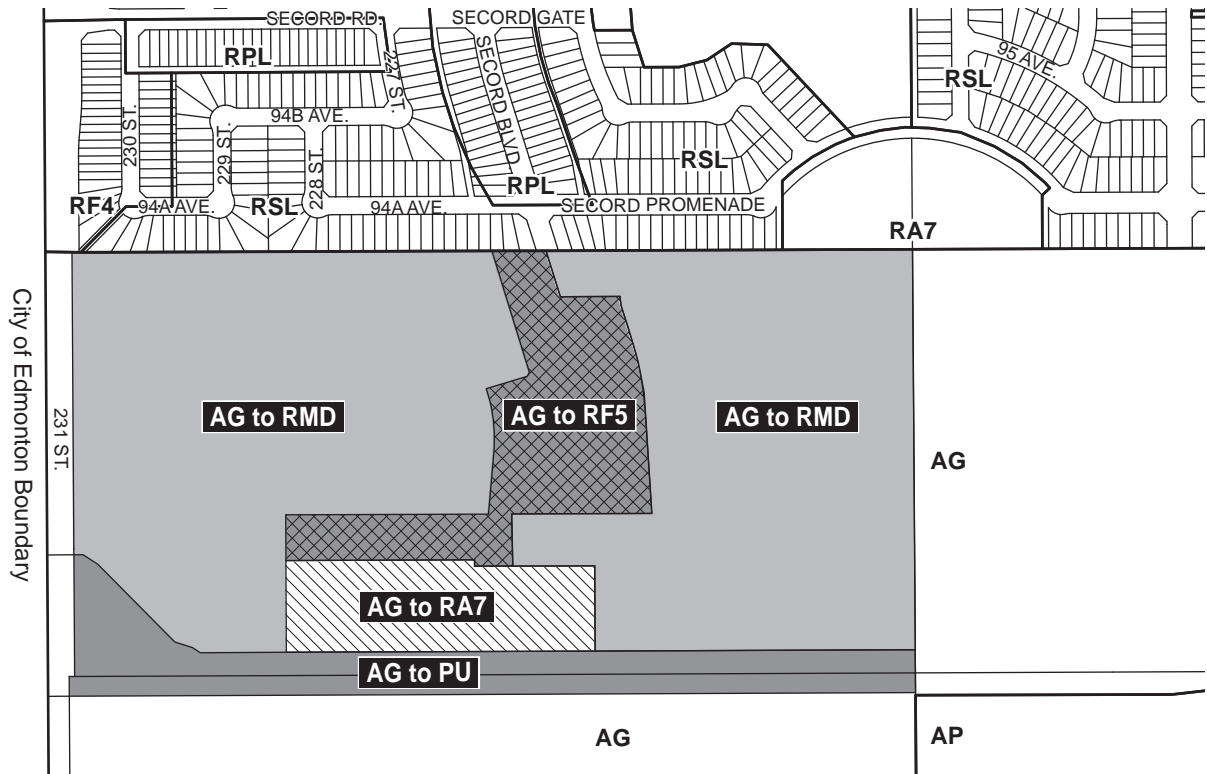 SECORD RD.
SECORD GATE
RPL
227 ST.
SECORD BLVD
95 AVE.
RSL
94B AVE.
230 ST.
229 ST.
228 ST.
RSL
RPL
RF4
94A AVE.
RSL
94A AVE.
SECORD PROMENADE
RA7
City of Edmonton Boundary
231 ST.
AG to RMD
AG to RF5
AG to RMD
AG
AG to RA7
AG to PU
AG
AP